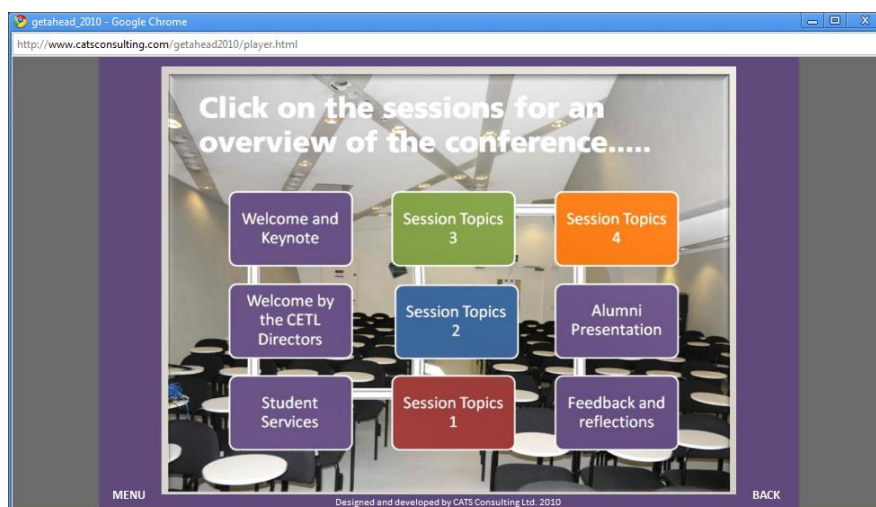 getahead_2010 - Google Chrome
http://www.catsconsulting.com/getahead2010/player.html
Click on the sessions for an
overview of the conference.....
Welcome and
Keynote
Session Topics
3
Session Topics
4
Welcome by
the CETL
Directors
Session Topics
2
Alumni
Presentation
Student
Services
Session Topics
1
Feedback and
reflections
MENU
Designed and developed by CATS Consulting Ltd. 2010
BACK